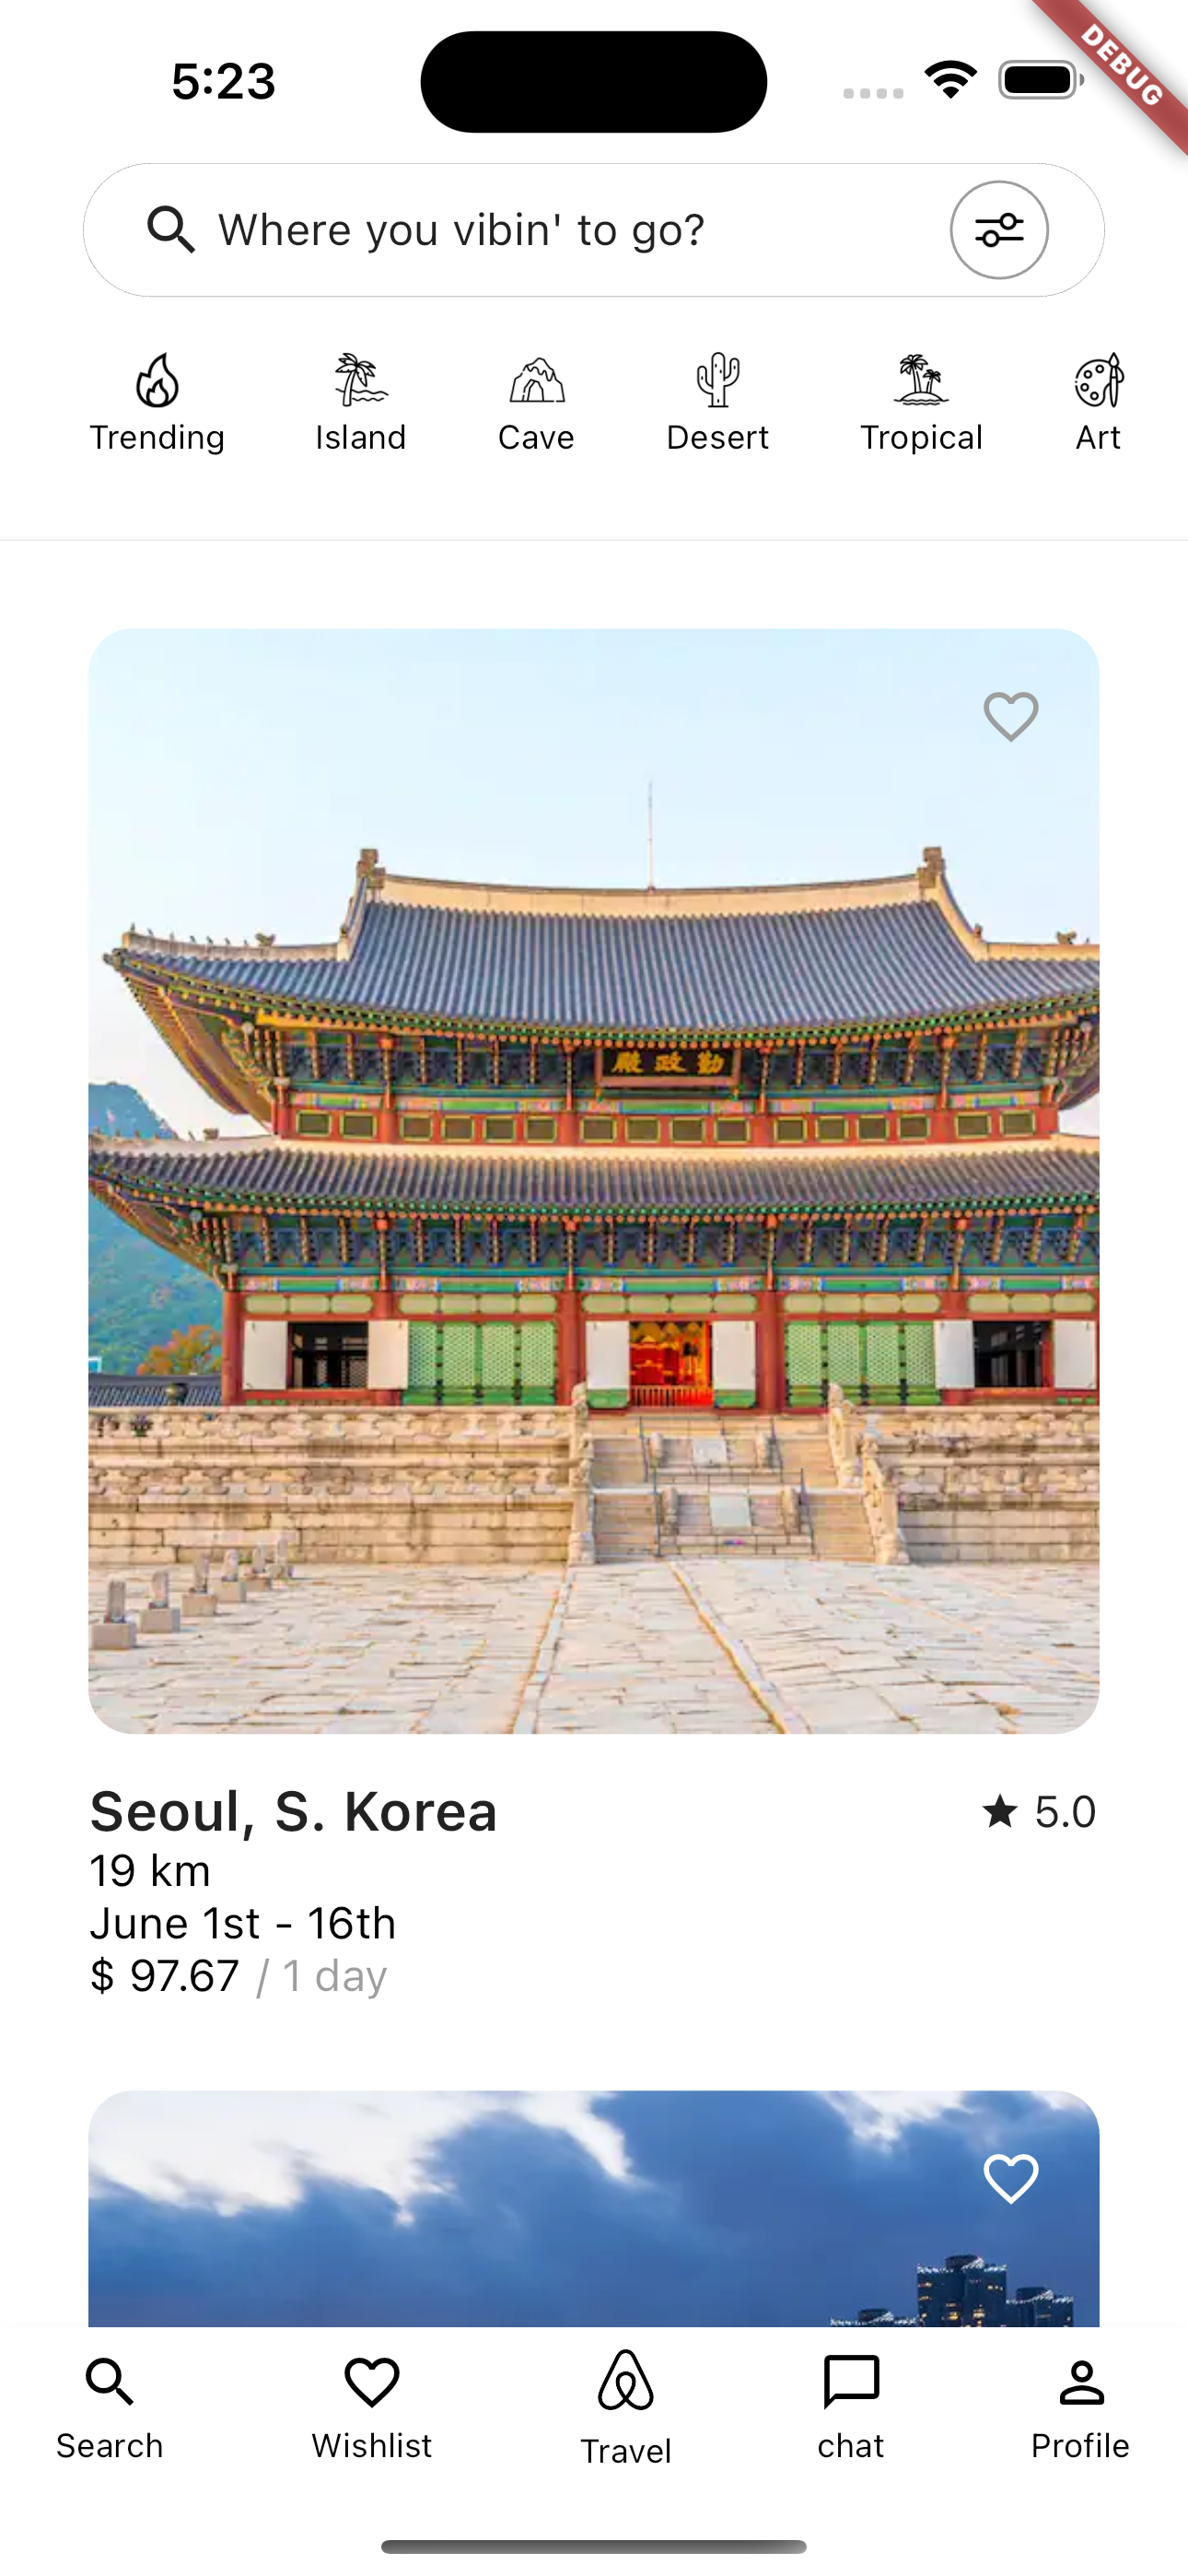 5:23
DEBUG
Where you vibin' to go?
Trending Island Cave Desert Tropical Art
勤政殿
Seoul, S. Korea
5.0
19 km
June 1st - 16th
$ 97.67 / 1 day
Search Wishlist Travel chat Profile